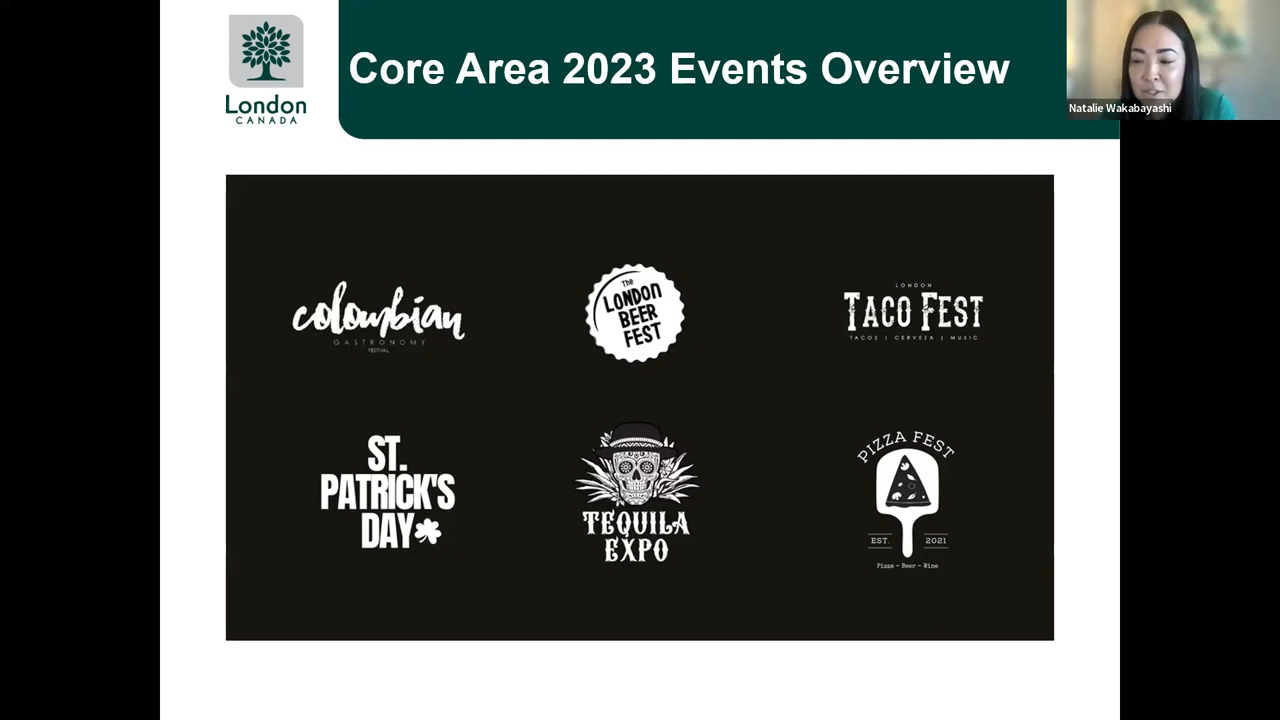 London
CANADA
Core Area 2023 Events Overview
Natalie Wakabayashi
colombian
GASTRONOMY
FESTIVAL
The
LONDON
BEER
FEST
LONDON
TACO FEST
TACOS | CERVEZA | MUSIC
ST.
PATRICK'S
DAY
TEQUILA
EXPO
PIZZA FEST
EST. 2021
Pizza - Beer - Wine